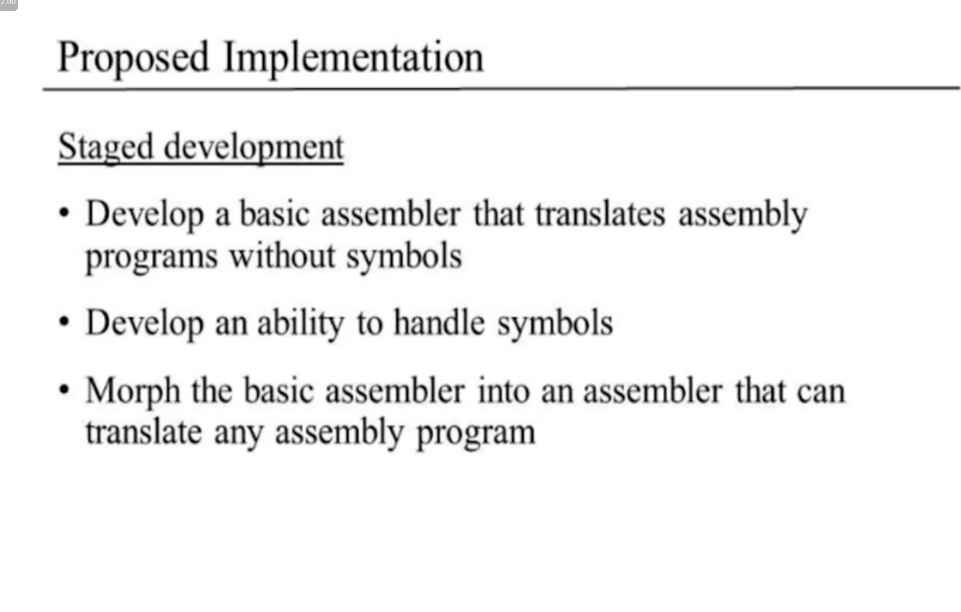 Proposed Implementation
Staged development
• Develop a basic assembler that translates assembly
programs without symbols
• Develop an ability to handle symbols
• Morph the basic assembler into an assembler that can
translate any assembly program